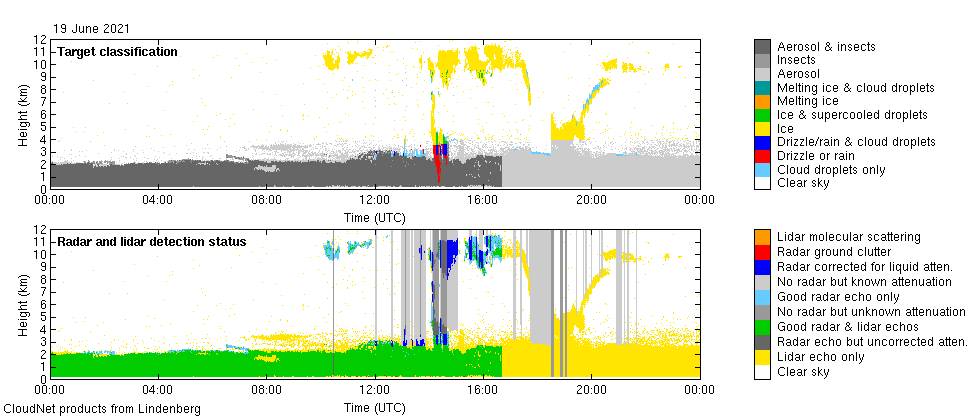 19 June 2021
Target classification
Height (km)
12
11
10
9
8
7
6
5
4
3
2
1
0
00:00 04:00 08:00 12:00 16:00 20:00 00:00
Time (UTC)
Aerosol & insects
Insects
Aerosol
Melting ice & cloud droplets
Melting ice
Ice & supercooled droplets
Ice
Drizzle/rain & cloud droplets
Drizzle or rain
Cloud droplets only
Clear sky
Radar and lidar detection status
Height (km)
12
11
10
9
8
7
6
5
4
3
2
1
0
00:00 04:00 08:00 12:00 16:00 20:00 00:00
Time (UTC)
Lidar molecular scattering
Radar ground clutter
Radar corrected for liquid atten.
No radar but known attenuation
Good radar echo only
No radar but unknown attenuation
Good radar & lidar echos
Radar echo but uncorrected atten.
Lidar echo only
Clear sky
CloudNet products from Lindenberg